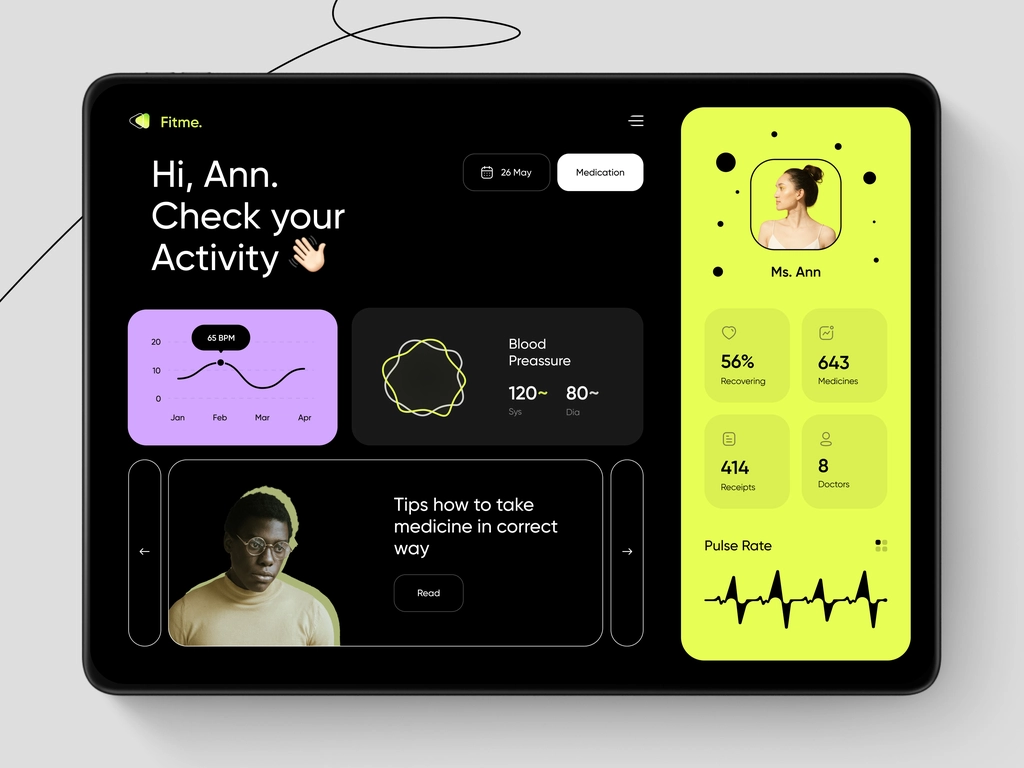 Fitme.
Hi, Ann.
Check your
Activity
26 May
Medication
65 BPM
20
10
0
Jan Feb Mar Apr
Blood
Preassure
120~ 80~
Sys Dia
Tips how to take
medicine in correct
way
Read
Ms. Ann
56%
Recovering
643
Medicines
414
Receipts
8
Doctors
Pulse Rate